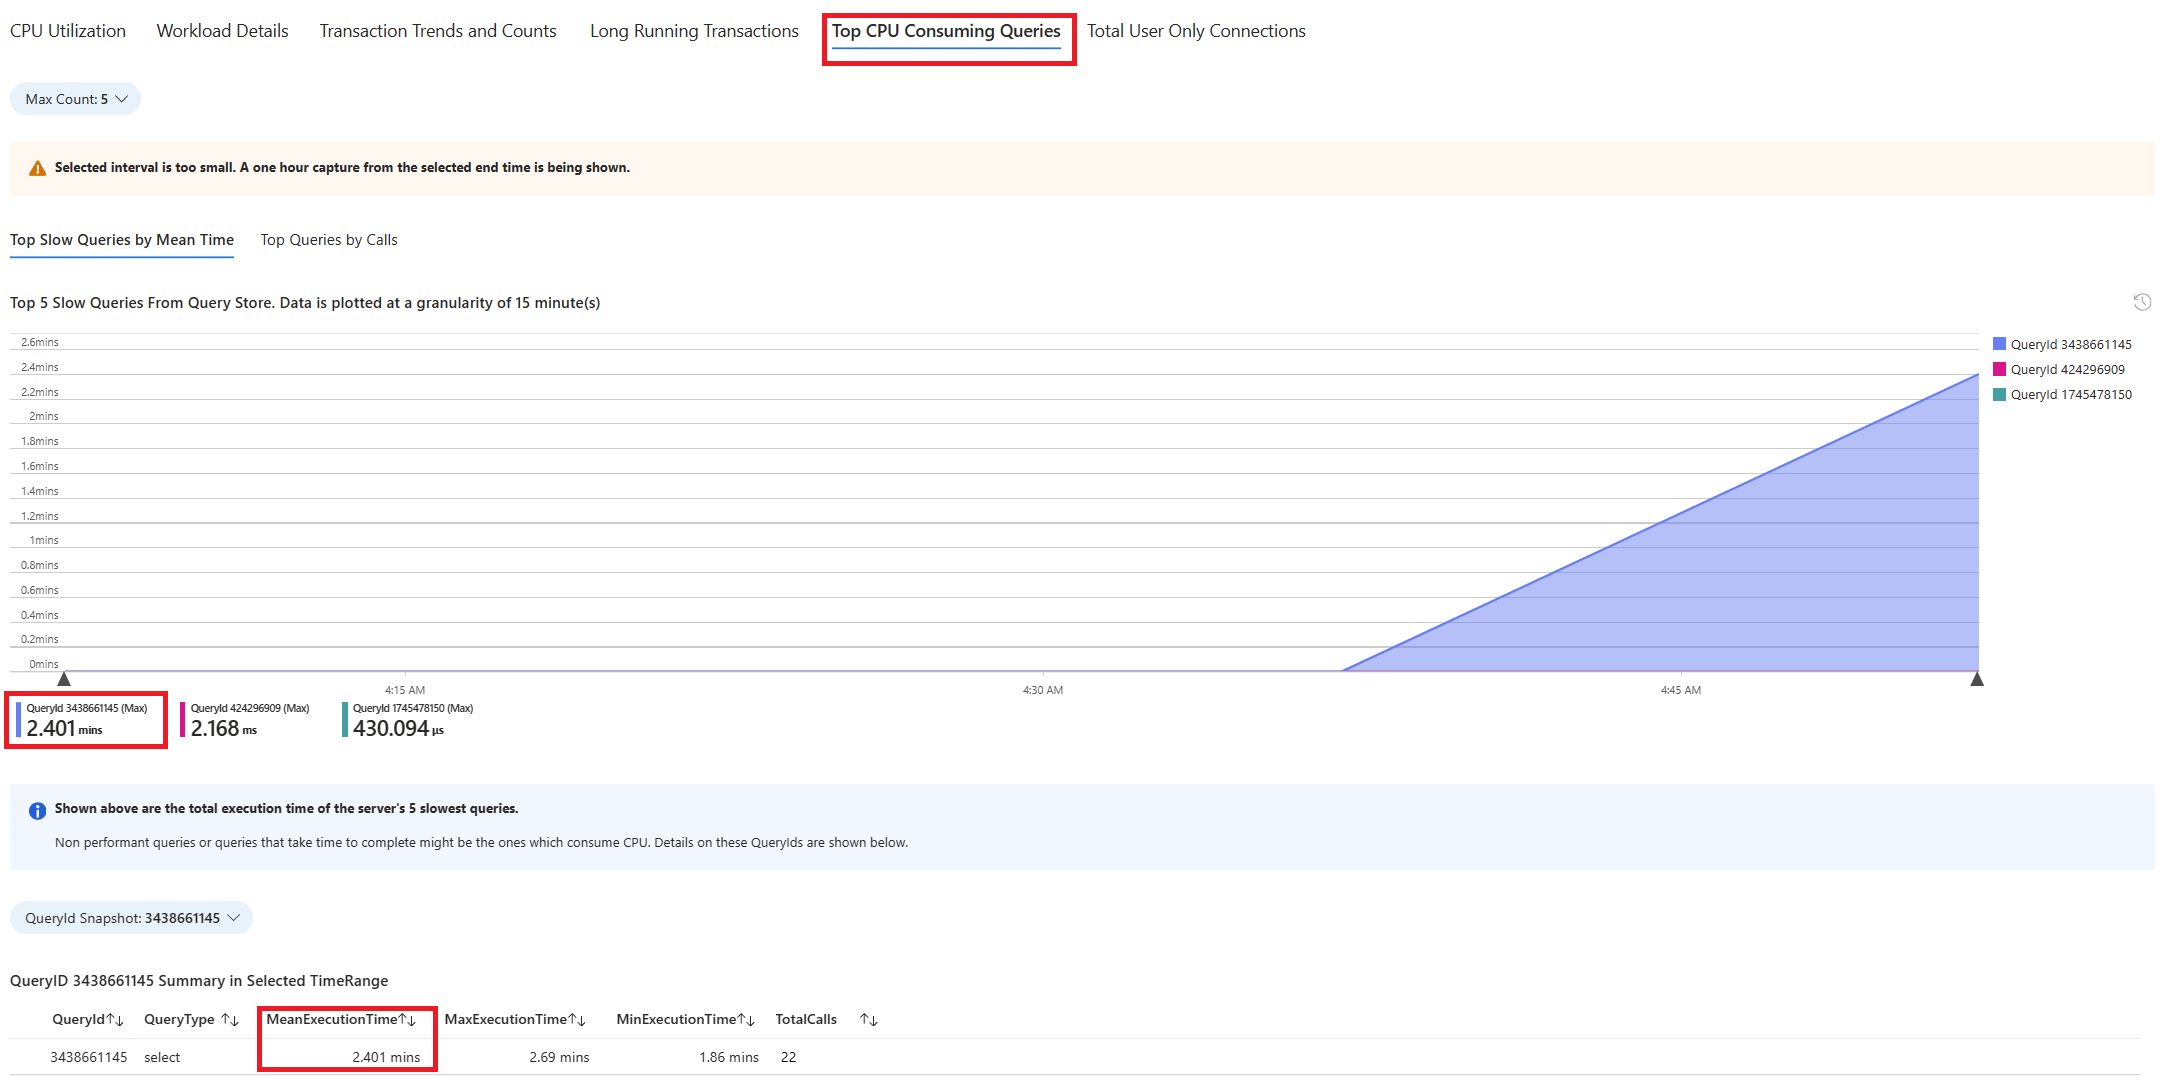 CPU Utilization Workload Details Transaction Trends and Counts Long Running Transactions Top CPU Consuming Queries Total User Only Connections
Max Count: 5
Selected interval is too small. A one hour capture from the selected end time is being shown.
Top Slow Queries by Mean Time Top Queries by Calls
Top 5 Slow Queries From Query Store. Data is plotted at a granularity of 15 minute(s)
2.6mins
2.4mins
2.2mins
2mins
1.8mins
1.6mins
1.4mins
1.2mins
1mins
0.8mins
0.6mins
0.4mins
0.2mins
0mins
QueryId 3438661145
QueryId 424296909
QueryId 1745478150
4:15 AM 4:30 AM 4:45 AM
QueryId 3438661145 (Max) QueryId 424296909 (Max) QueryId 1745478150 (Max)
2.401 mins 2.168 ms 430.094 µs
Shown above are the total execution time of the server's 5 slowest queries.
Non performant queries or queries that take time to complete might be the ones which consume CPU. Details on these QueryIds are shown below.
QueryId Snapshot: 3438661145
QueryID 3438661145 Summary in Selected TimeRange
QueryId↑↓ QueryType ↑↓ MeanExecutionTime↑↓ MaxExecutionTime↑↓ MinExecutionTime↑↓ TotalCalls ↑↓
3438661145 select 2.401 mins 2.69 mins 1.86 mins 22